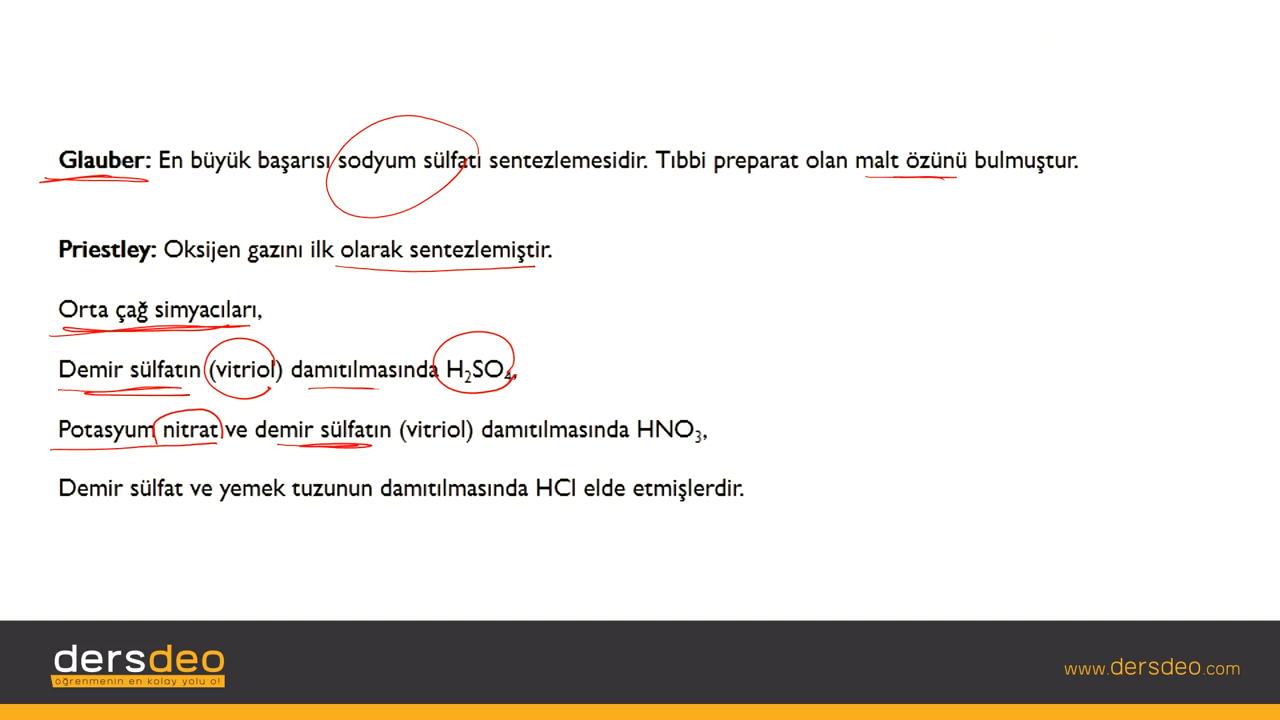 Glauber: En büyük başarısı sodyum sülfatı sentezlemesidir. Tıbbi preparat olan malt özünü bulmuştur.
Priestley: Oksijen gazını ilk olarak sentezlemiştir.
Orta çağ simyacıları,
Demir sülfatın (vitriol) damıtılmasında H₂SO₄,
Potasyum nitrat ve demir sülfatın (vitriol) damıtılmasında HNO₃,
Demir sülfat ve yemek tuzunun damıtılmasında HCl elde etmişlerdir.
dersdeo
öğrenmenin en kolay yolu o!
www.dersdeo.com